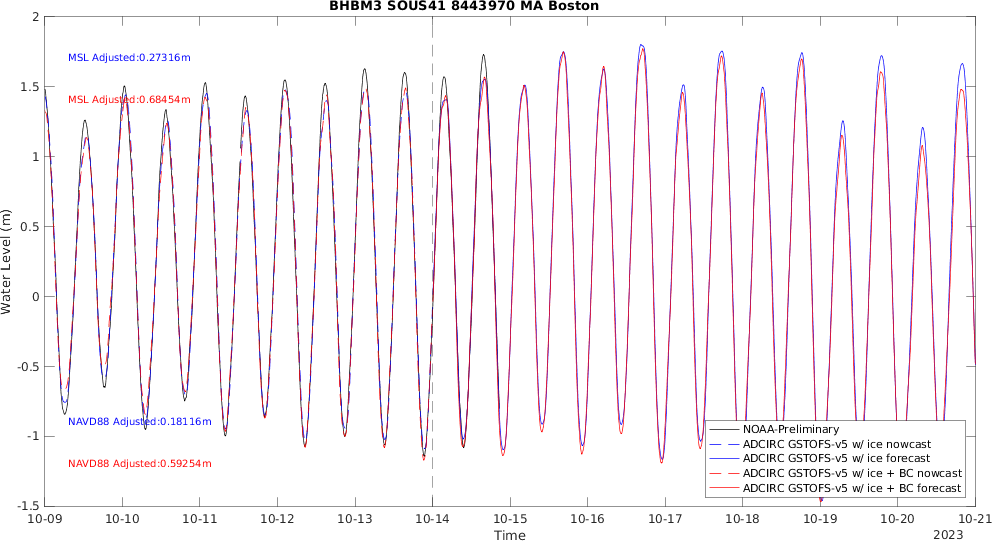 BHBM3 SOUS41 8443970 MA Boston
2
1.5
1
0.5
0
-0.5
-1
-1.5
Water Level (m)
MSL Adjusted:0.27316m
MSL Adjusted:0.68454m
NAVD88 Adjusted:0.18116m
NAVD88 Adjusted:0.59254m
NOAA-Preliminary
ADCIRC GSTOFS-v5 w/ ice nowcast
ADCIRC GSTOFS-v5 w/ ice forecast
ADCIRC GSTOFS-v5 w/ ice + BC nowcast
ADCIRC GSTOFS-v5 w/ ice + BC forecast
10-09 10-10 10-11 10-12 10-13 10-14 10-15 10-16 10-17 10-18 10-19 10-20 10-21
Time
2023